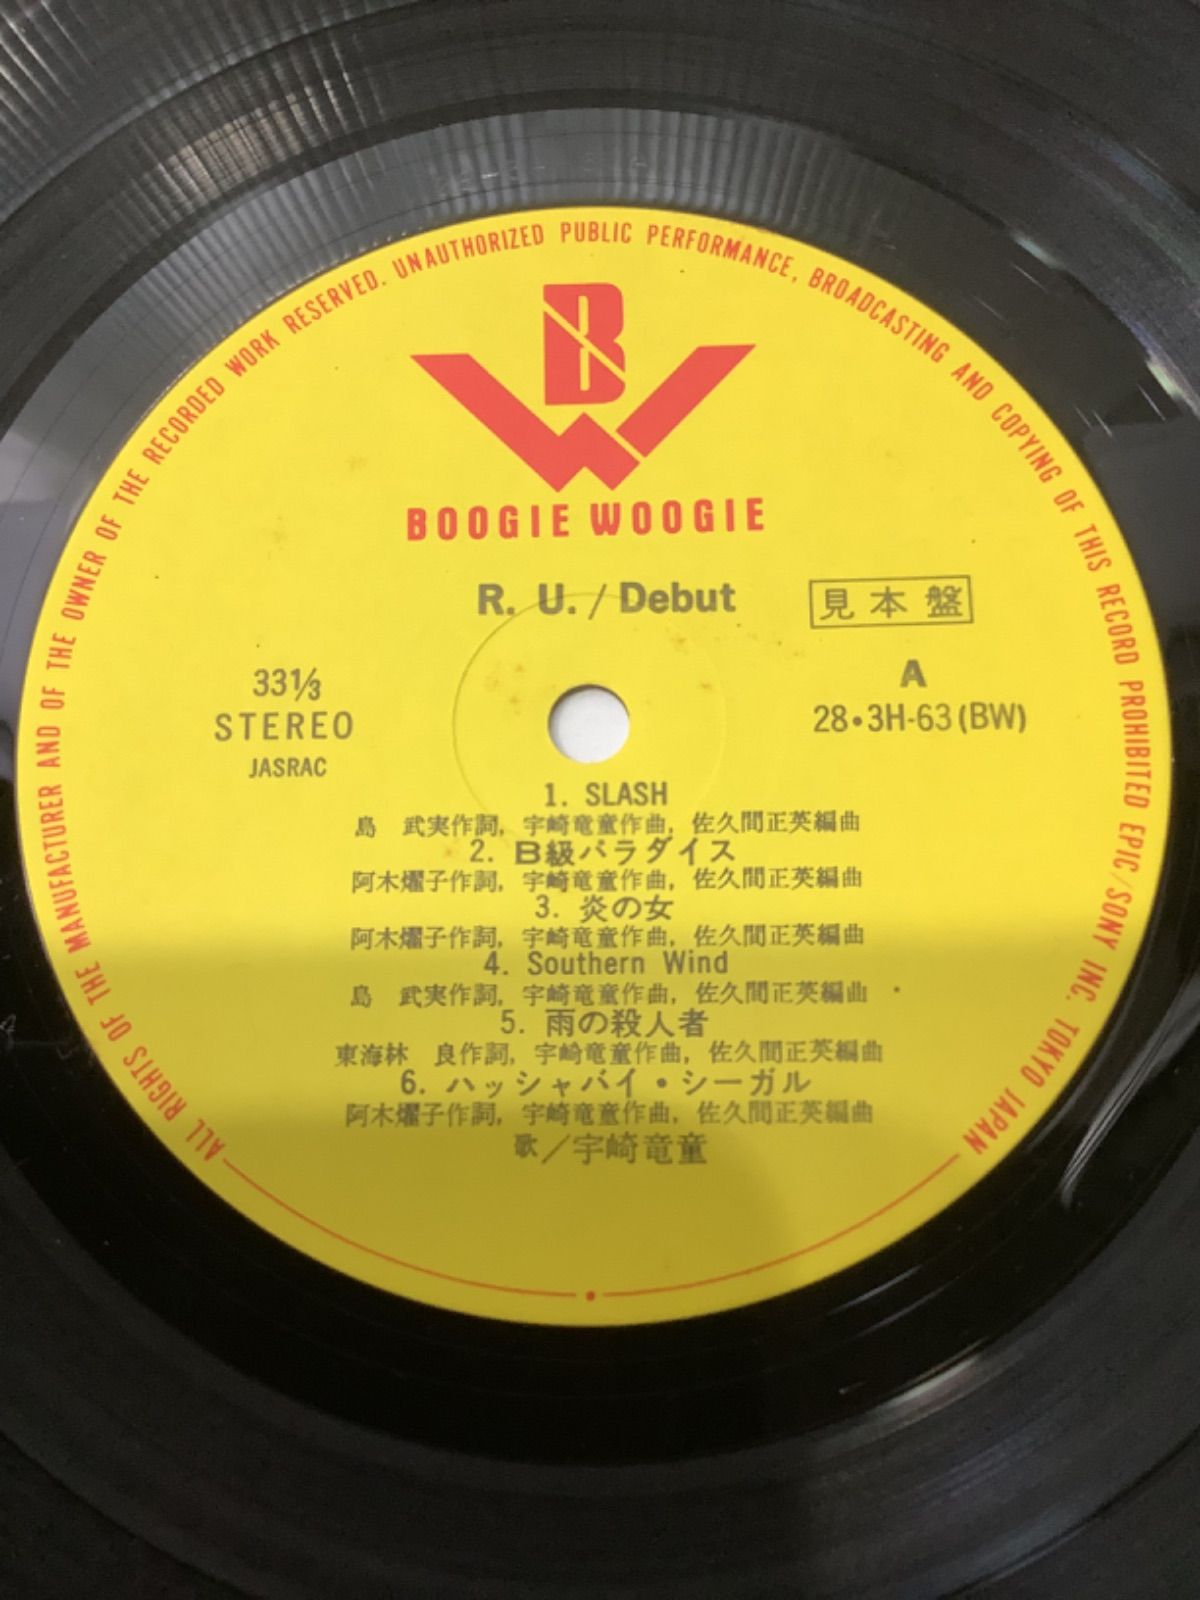 ALL RIGHTS OF THE MANUFACTURER AND OF THE OWNER OF THE RECORDED WORK RESERVED. UNAUTHORIZED PUBLIC PERFORMANCE, BROADCASTING AND COPYING OF THIS RECORD PROHIBITED EPIC/SONY INC. TOKYO JAPAN
BW
BOOGIE WOOGIE
R. U. / Debut
見本盤
33 1/3
STEREO
JASRAC
A
28・3H-63 (BW)
1. SLASH
島 武実作詞, 宇崎竜童作曲, 佐久間正英編曲
2. B級パラダイス
阿木燿子作詞, 宇崎竜童作曲, 佐久間正英編曲
3. 炎の女
阿木燿子作詞, 宇崎竜童作曲, 佐久間正英編曲
4. Southern Wind
島 武実作詞, 宇崎竜童作曲, 佐久間正英編曲
5. 雨の殺人者
東海林 良作詞, 宇崎竜童作曲, 佐久間正英編曲
6. ハッシャバイ・シーガル
阿木燿子作詞, 宇崎竜童作曲, 佐久間正英編曲
歌／宇崎竜童